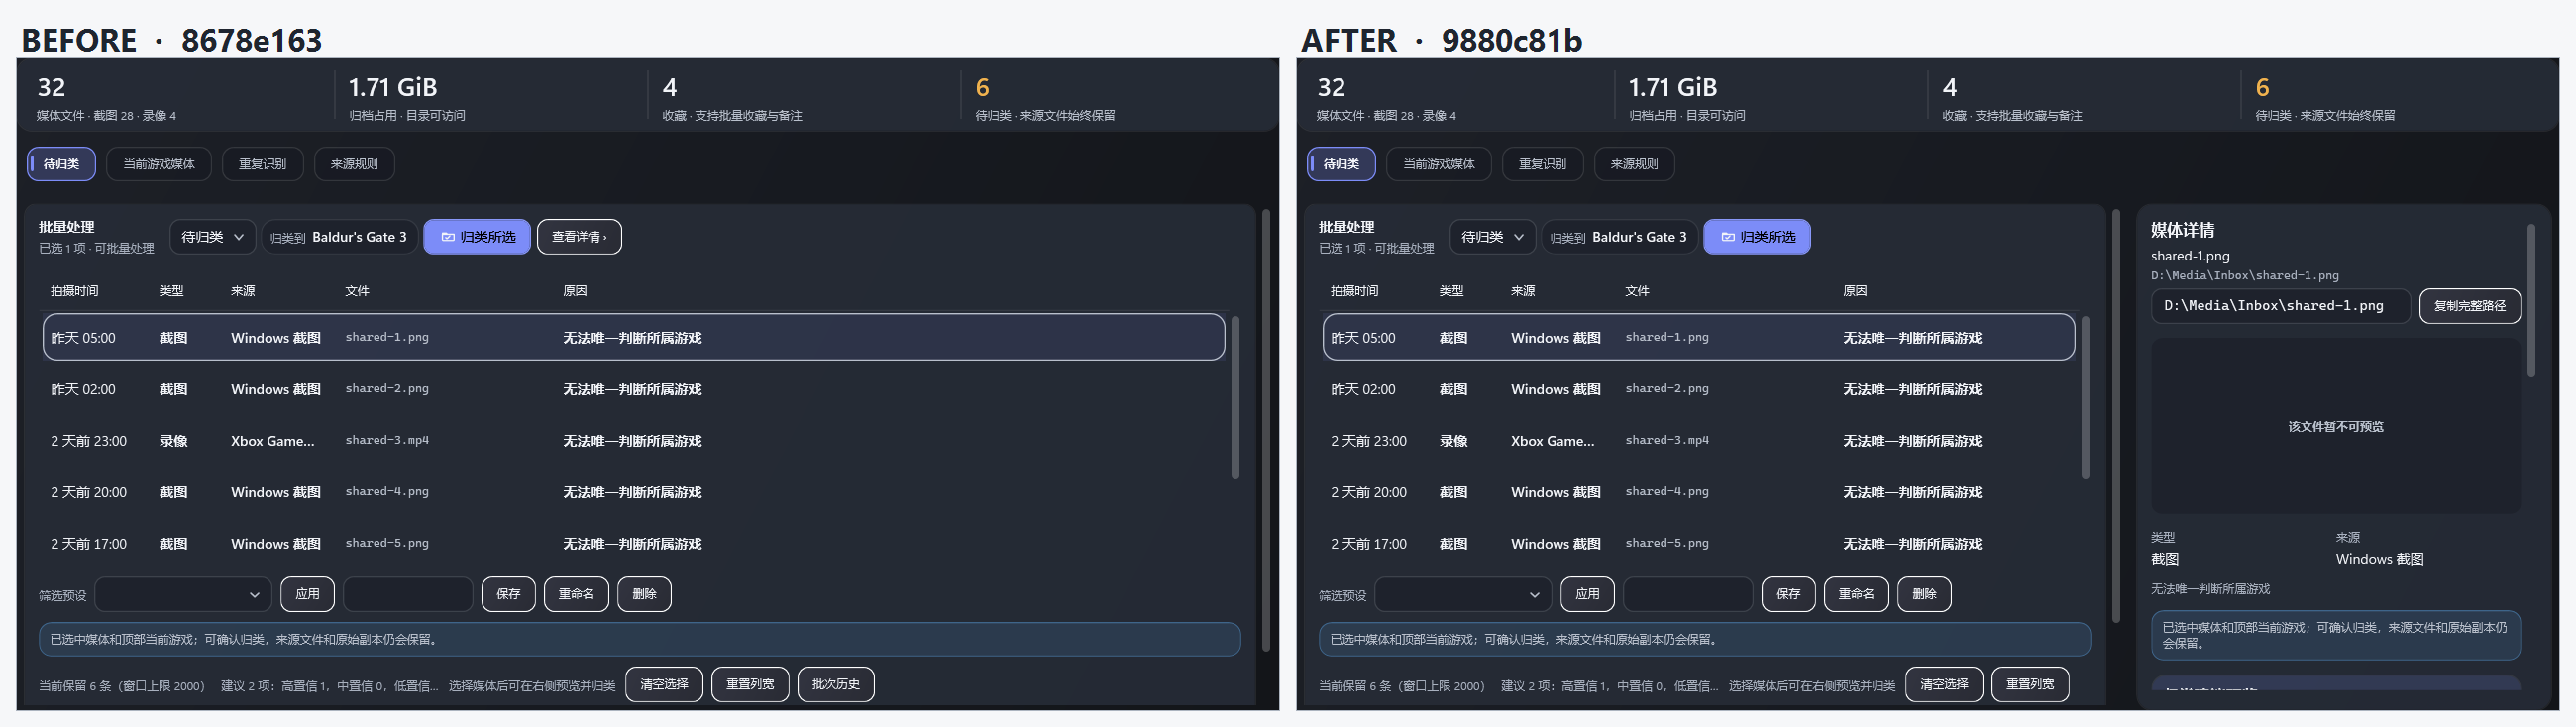 BEFORE · 8678e163
32
媒体文件 · 截图 28 · 录像 4
1.71 GiB
归档占用 · 目录可访问
4
收藏 · 支持批量收藏与备注
6
待归类 · 来源文件始终保留
待归类
当前游戏媒体
重复识别
来源规则
批量处理
已选 1 项 · 可批量处理
待归类
归类到 Baldur's Gate 3
归类所选
查看详情 ›
拍摄时间 类型 来源 文件 原因
昨天 05:00 截图 Windows 截图 shared-1.png 无法唯一判断所属游戏
昨天 02:00 截图 Windows 截图 shared-2.png 无法唯一判断所属游戏
2 天前 23:00 录像 Xbox Game... shared-3.mp4 无法唯一判断所属游戏
2 天前 20:00 截图 Windows 截图 shared-4.png 无法唯一判断所属游戏
2 天前 17:00 截图 Windows 截图 shared-5.png 无法唯一判断所属游戏
筛选预设 应用 保存 重命名 删除
已选中媒体和顶部当前游戏；可确认归类，来源文件和原始副本仍会保留。
当前保留 6 条（窗口上限 2000） 建议 2 项：高置信 1，中置信 0，低置信... 选择媒体后可在右侧预览并归类 清空选择 重置列宽 批次历史
AFTER · 9880c81b
32
媒体文件 · 截图 28 · 录像 4
1.71 GiB
归档占用 · 目录可访问
4
收藏 · 支持批量收藏与备注
6
待归类 · 来源文件始终保留
待归类
当前游戏媒体
重复识别
来源规则
批量处理
已选 1 项 · 可批量处理
待归类
归类到 Baldur's Gate 3
归类所选
拍摄时间 类型 来源 文件 原因
昨天 05:00 截图 Windows 截图 shared-1.png 无法唯一判断所属游戏
昨天 02:00 截图 Windows 截图 shared-2.png 无法唯一判断所属游戏
2 天前 23:00 录像 Xbox Game... shared-3.mp4 无法唯一判断所属游戏
2 天前 20:00 截图 Windows 截图 shared-4.png 无法唯一判断所属游戏
2 天前 17:00 截图 Windows 截图 shared-5.png 无法唯一判断所属游戏
筛选预设 应用 保存 重命名 删除
已选中媒体和顶部当前游戏；可确认归类，来源文件和原始副本仍会保留。
当前保留 6 条（窗口上限 2000） 建议 2 项：高置信 1，中置信 0，低置信... 选择媒体后可在右侧预览并归类 清空选择 重置列宽
媒体详情
shared-1.png
D:\Media\Inbox\shared-1.png
D:\Media\Inbox\shared-1.png 复制完整路径
该文件暂不可预览
类型 来源
截图 Windows 截图
无法唯一判断所属游戏
已选中媒体和顶部当前游戏；可确认归类，来源文件和原始副本仍
会保留。